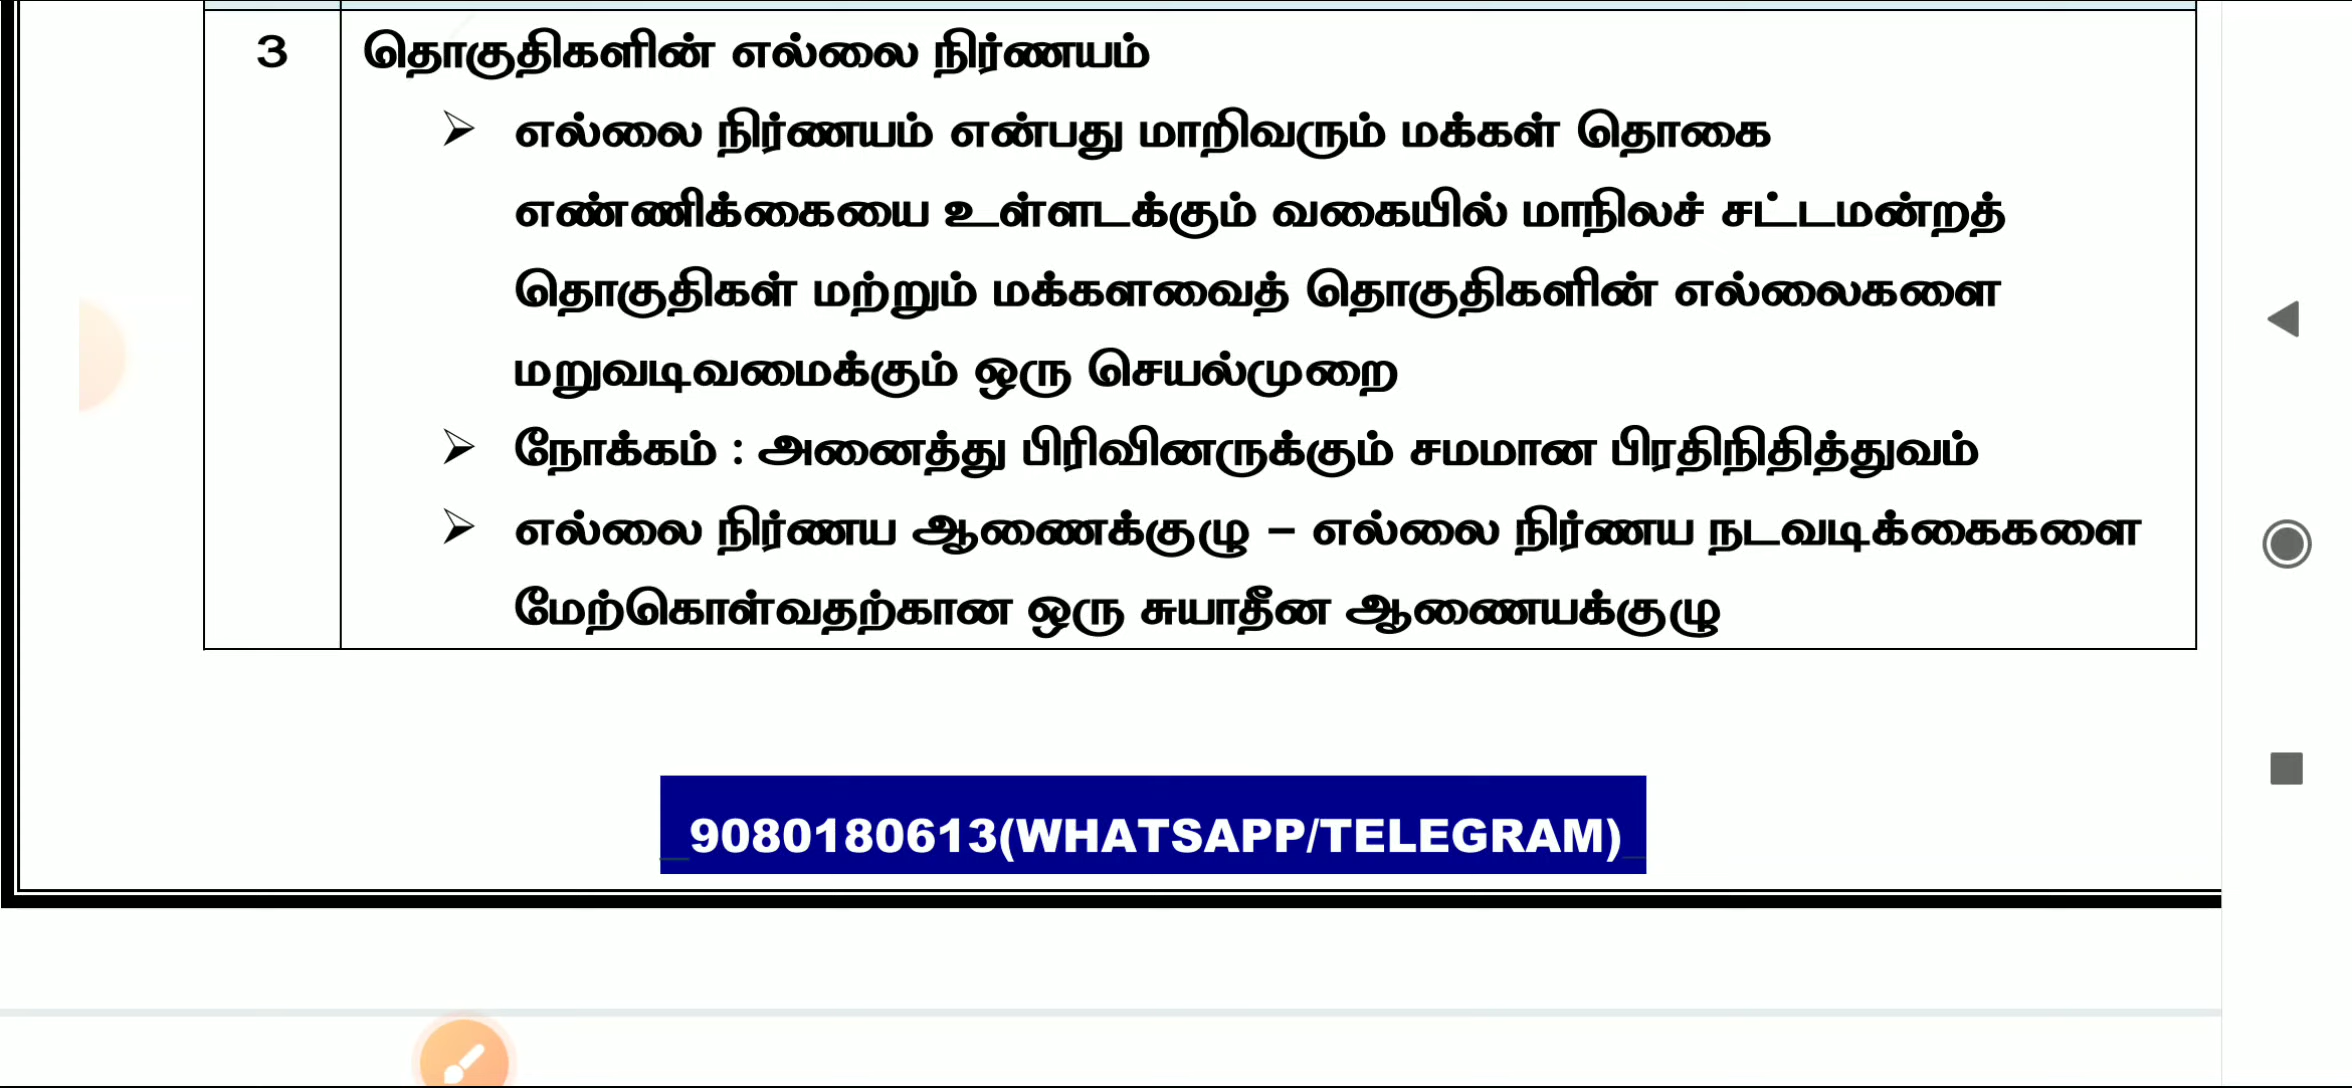 3 தொகுதிகளின் எல்லை நிர்ணயம்
➢ எல்லை நிர்ணயம் என்பது மாறிவரும் மக்கள் தொகை
எண்ணிக்கையை உள்ளடக்கும் வகையில் மாநிலச் சட்டமன்றத்
தொகுதிகள் மற்றும் மக்களவைத் தொகுதிகளின் எல்லைகளை
மறுவடிவமைக்கும் ஒரு செயல்முறை
➢ நோக்கம் : அனைத்து பிரிவினருக்கும் சமமான பிரதிநிதித்துவம்
➢ எல்லை நிர்ணய ஆணைக்குழு – எல்லை நிர்ணய நடவடிக்கைகளை
மேற்கொள்வதற்கான ஒரு சுயாதீன ஆணையக்குழு
9080180613(WHATSAPP/TELEGRAM)